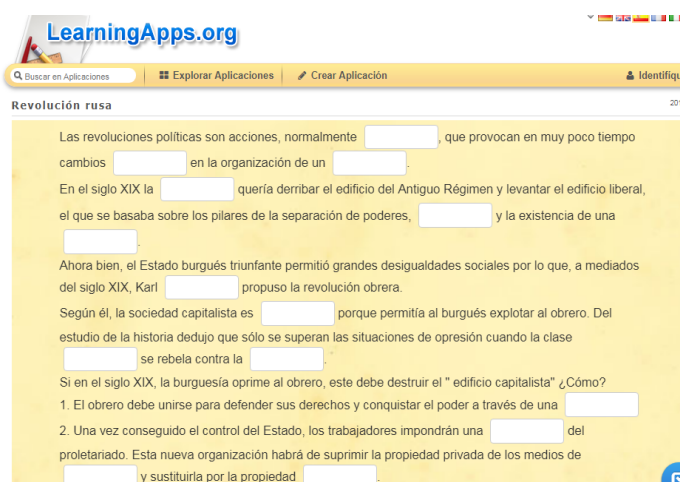 LearningApps.org
Buscar en Aplicaciones Explorar Aplicaciones Crear Aplicación
Revolución rusa
Las revoluciones políticas son acciones, normalmente , que provocan en muy poco tiempo
cambios en la organización de un .
En el siglo XIX la quería derribar el edificio del Antiguo Régimen y levantar el edificio liberal,
el que se basaba sobre los pilares de la separación de poderes, y la existencia de una
.
Ahora bien, el Estado burgués triunfante permitió grandes desigualdades sociales por lo que, a mediados
del siglo XIX, Karl propuso la revolución obrera.
Según él, la sociedad capitalista es porque permitía al burgués explotar al obrero. Del
estudio de la historia dedujo que sólo se superan las situaciones de opresión cuando la clase
se rebela contra la .
Si en el siglo XIX, la burguesía oprime al obrero, este debe destruir el " edificio capitalista" ¿Cómo?
1. El obrero debe unirse para defender sus derechos y conquistar el poder a través de una
2. Una vez conseguido el control del Estado, los trabajadores impondrán una del
proletariado. Esta nueva organización habrá de suprimir la propiedad privada de los medios de
y sustituirla por la propiedad .